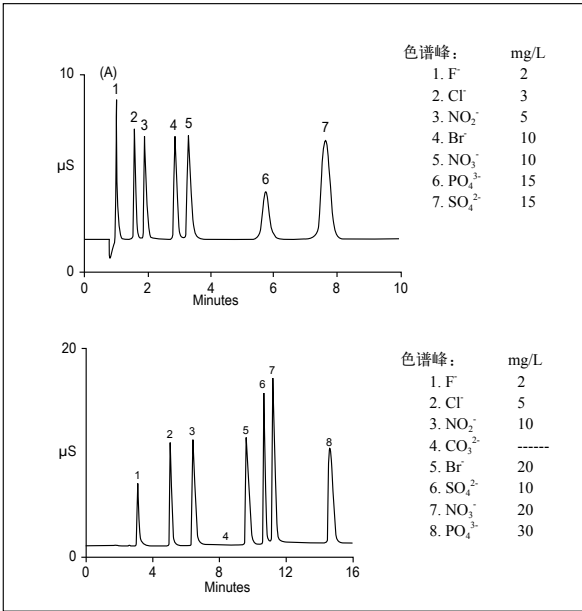 10
(A)
1
2
3
4
5
6
7
µS
0
0
2
4
6
8
10
Minutes
色谱峰： mg/L
1. F⁻ 2
2. Cl⁻ 3
3. NO₂⁻ 5
4. Br⁻ 10
5. NO₃⁻ 10
6. PO₄³⁻ 15
7. SO₄²⁻ 15
20
1
2
3
4
5
6
7
8
µS
0
0
4
8
12
16
Minutes
色谱峰： mg/L
1. F⁻ 2
2. Cl⁻ 5
3. NO₂⁻ 10
4. CO₃²⁻ ------
5. Br⁻ 20
6. SO₄²⁻ 10
7. NO₃⁻ 20
8. PO₄³⁻ 30